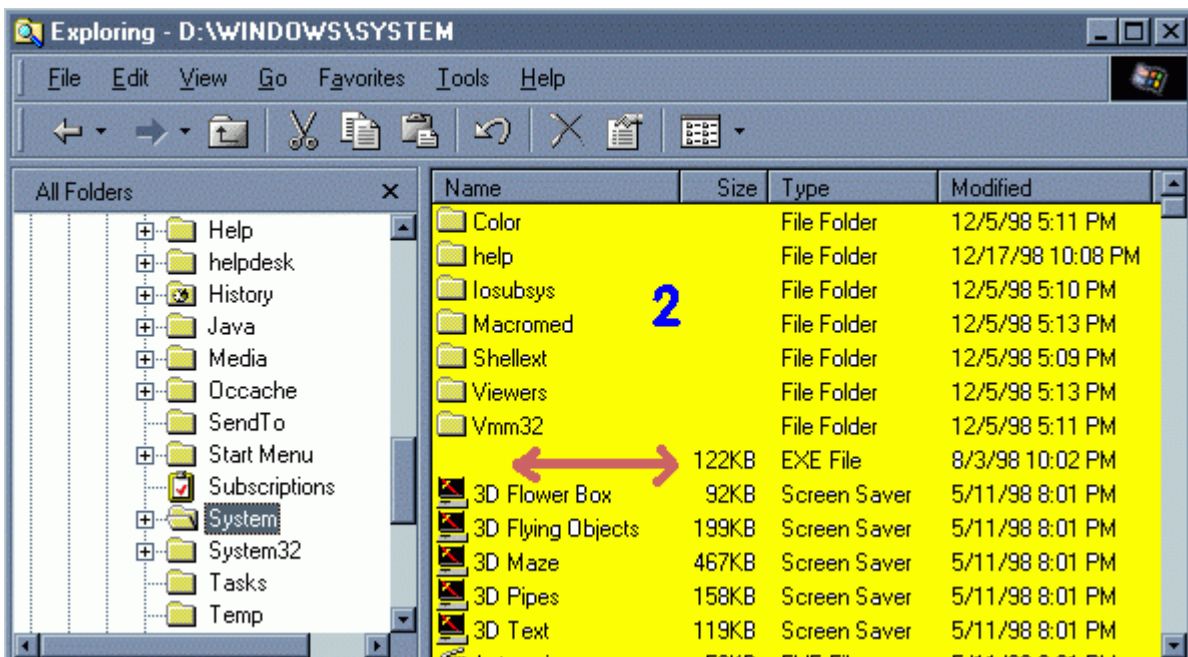 Exploring - D:\WINDOWS\SYSTEM
File Edit View Go Favorites Tools Help
All Folders
Help
helpdesk
History
Java
Media
Occache
SendTo
Start Menu
Subscriptions
System
System32
Tasks
Temp
Name Size Type Modified
Color File Folder 12/5/98 5:11 PM
help File Folder 12/17/98 10:08 PM
Iosubsys File Folder 12/5/98 5:10 PM
2
Macromed File Folder 12/5/98 5:13 PM
Shellext File Folder 12/5/98 5:09 PM
Viewers File Folder 12/5/98 5:13 PM
Vmm32 File Folder 12/5/98 5:11 PM
122KB EXE File 8/3/98 10:02 PM
3D Flower Box 92KB Screen Saver 5/11/98 8:01 PM
3D Flying Objects 199KB Screen Saver 5/11/98 8:01 PM
3D Maze 467KB Screen Saver 5/11/98 8:01 PM
3D Pipes 158KB Screen Saver 5/11/98 8:01 PM
3D Text 119KB Screen Saver 5/11/98 8:01 PM